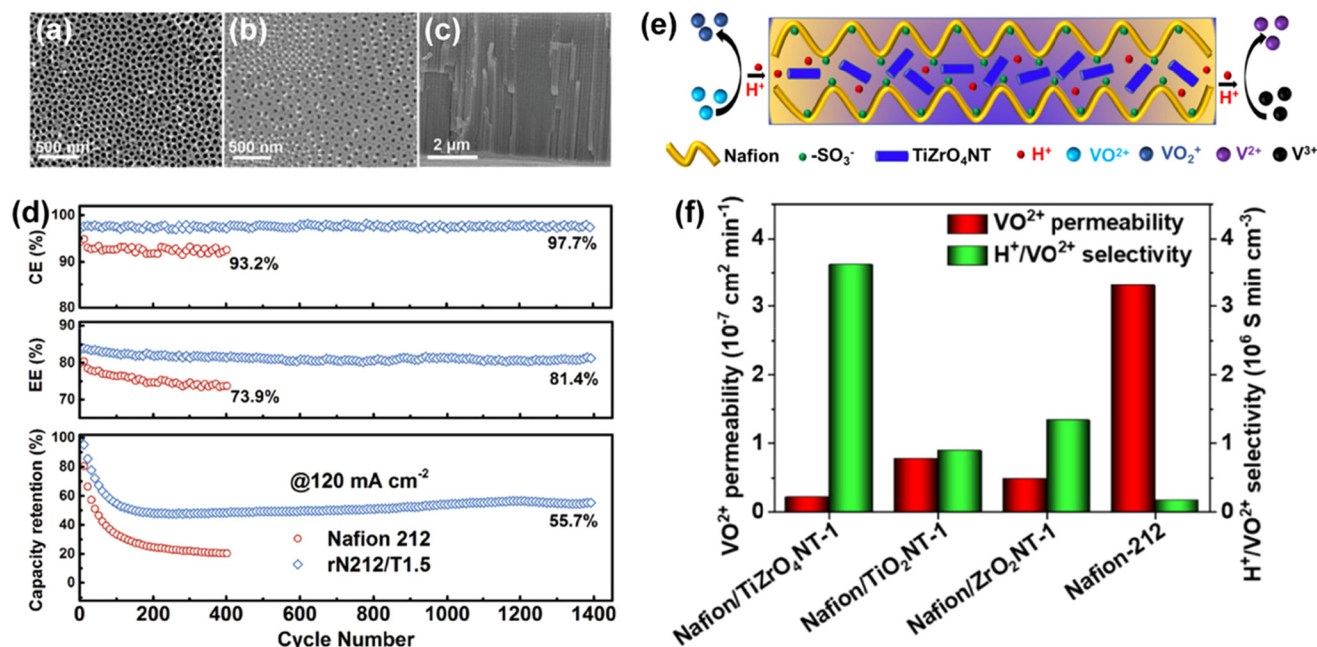 (a)
500 nm
(b)
500 nm
(c)
2 µm
(d)
CE (%)
100
90
80
93.2%
97.7%
EE (%)
90
80
70
73.9%
81.4%
Capacity retention (%)
100
80
60
40
20
0
@120 mA cm⁻²
Nafion 212
rN212/T1.5
55.7%
0 200 400 600 800 1000 1200 1400
Cycle Number
(e)
H⁺
H⁺
Nafion -SO₃⁻ TiZrO₄NT H⁺ VO²⁺ VO₂⁺ V²⁺ V³⁺
(f)
VO²⁺ permeability
H⁺/VO²⁺ selectivity
VO²⁺ permeability (10⁻⁷ cm² min⁻¹)
4
3
2
1
0
H⁺/VO²⁺ selectivity (10⁶ S min cm⁻³)
4
3
2
1
0
Nafion/TiZrO₄NT-1
Nafion/TiO₂NT-1
Nafion/ZrO₂NT-1
Nafion-212